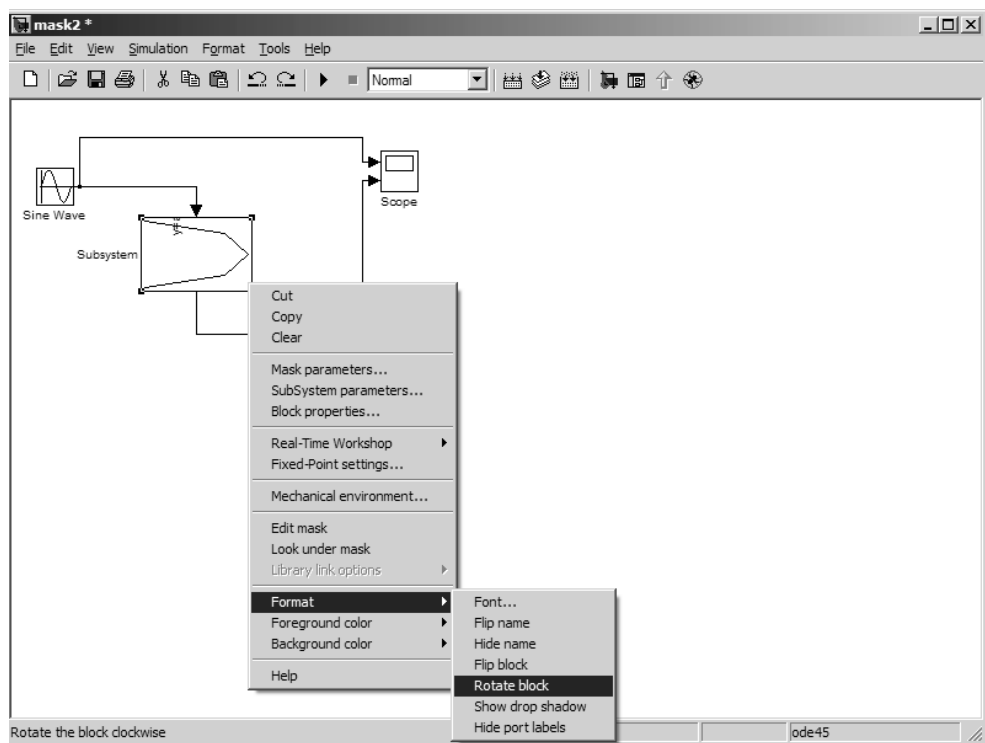 mask2 *
File Edit View Simulation Format Tools Help
Normal
Sine Wave
Scope
Subsystem
Cut
Copy
Clear
Mask parameters...
SubSystem parameters...
Block properties...
Real-Time Workshop
Fixed-Point settings...
Mechanical environment...
Edit mask
Look under mask
Library link options
Format
Foreground color
Background color
Help
Font...
Flip name
Hide name
Flip block
Rotate block
Show drop shadow
Hide port labels
Rotate the block clockwise
ode45